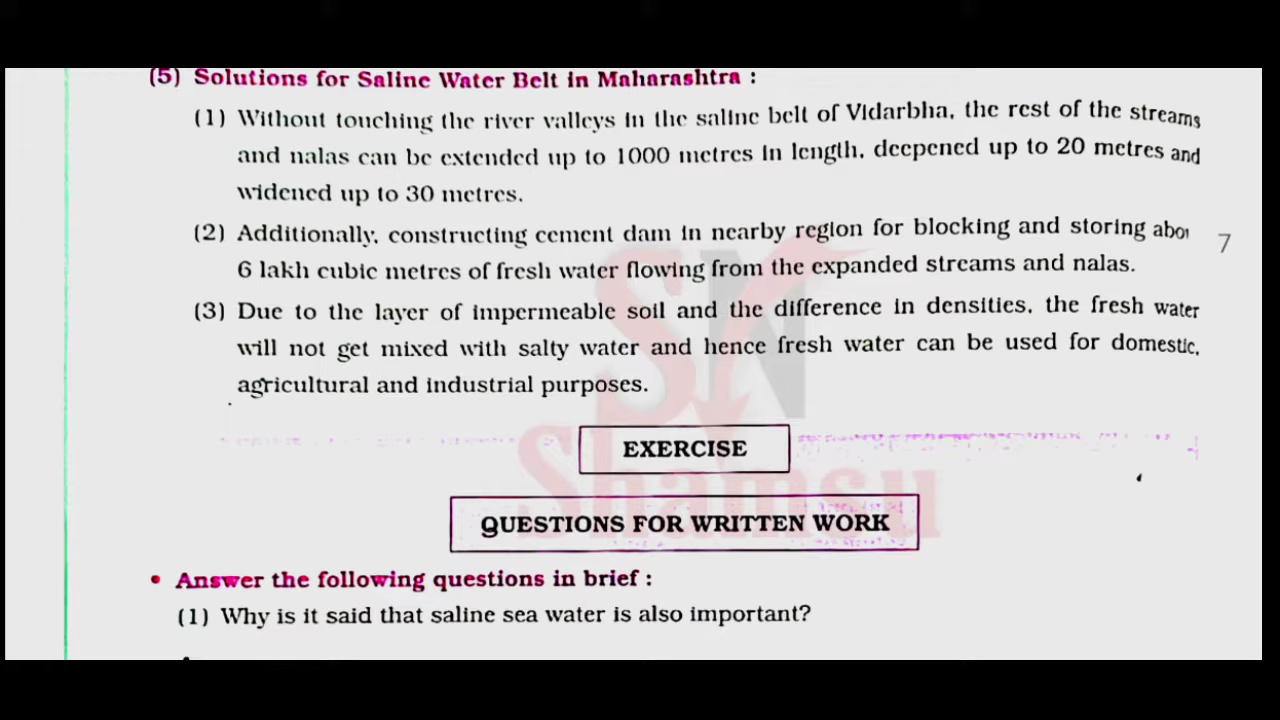 (5) Solutions for Saline Water Belt in Maharashtra :
(1) Without touching the river valleys in the saline belt of Vidarbha, the rest of the streams
and nalas can be extended up to 1000 metres in length, deepened up to 20 metres and
widened up to 30 metres.
(2) Additionally, constructing cement dam in nearby region for blocking and storing
6 lakh cubic metres of fresh water flowing from the expanded streams and nalas.
7
(3) Due to the layer of impermeable soil and the difference in densities, the fresh water
will not get mixed with salty water and hence fresh water can be used for domestic,
agricultural and industrial purposes.
SN
Shamsu
EXERCISE
QUESTIONS FOR WRITTEN WORK
• Answer the following questions in brief :
(1) Why is it said that saline sea water is also important?